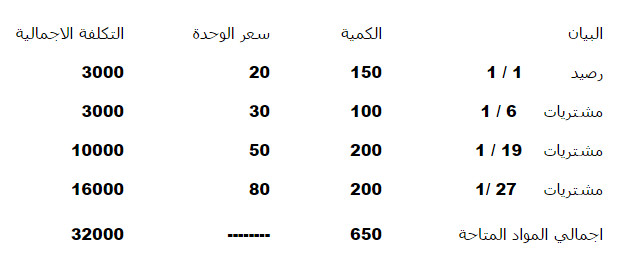 البيان الكمية سعر الوحدة التكلفة الاجمالية
رصيد 1 / 1 150 20 3000
مشتريات 6 / 1 100 30 3000
مشتريات 19 / 1 200 50 10000
مشتريات 27 /1 200 80 16000
اجمالي المواد المتاحة 650 -------- 32000